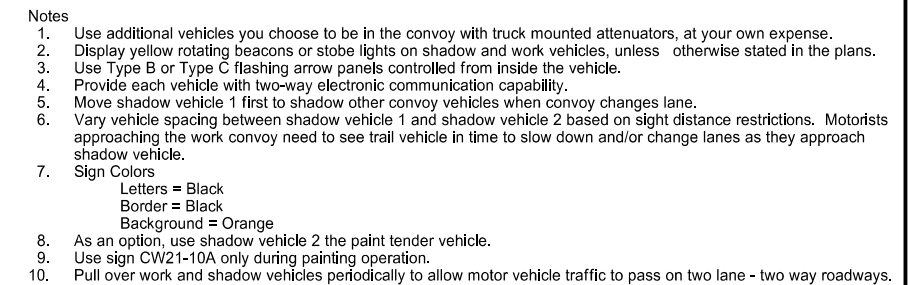 Notes
1. Use additional vehicles you choose to be in the convoy with truck mounted attenuators, at your own expense.
2. Display yellow rotating beacons or stobe lights on shadow and work vehicles, unless otherwise stated in the plans.
3. Use Type B or Type C flashing arrow panels controlled from inside the vehicle.
4. Provide each vehicle with two-way electronic communication capability.
5. Move shadow vehicle 1 first to shadow other convoy vehicles when convoy changes lane.
6. Vary vehicle spacing between shadow vehicle 1 and shadow vehicle 2 based on sight distance restrictions. Motorists
approaching the work convoy need to see trail vehicle in time to slow down and/or change lanes as they approach
shadow vehicle.
7. Sign Colors
Letters = Black
Border = Black
Background = Orange
8. As an option, use shadow vehicle 2 the paint tender vehicle.
9. Use sign CW21-10A only during painting operation.
10. Pull over work and shadow vehicles periodically to allow motor vehicle traffic to pass on two lane - two way roadways.